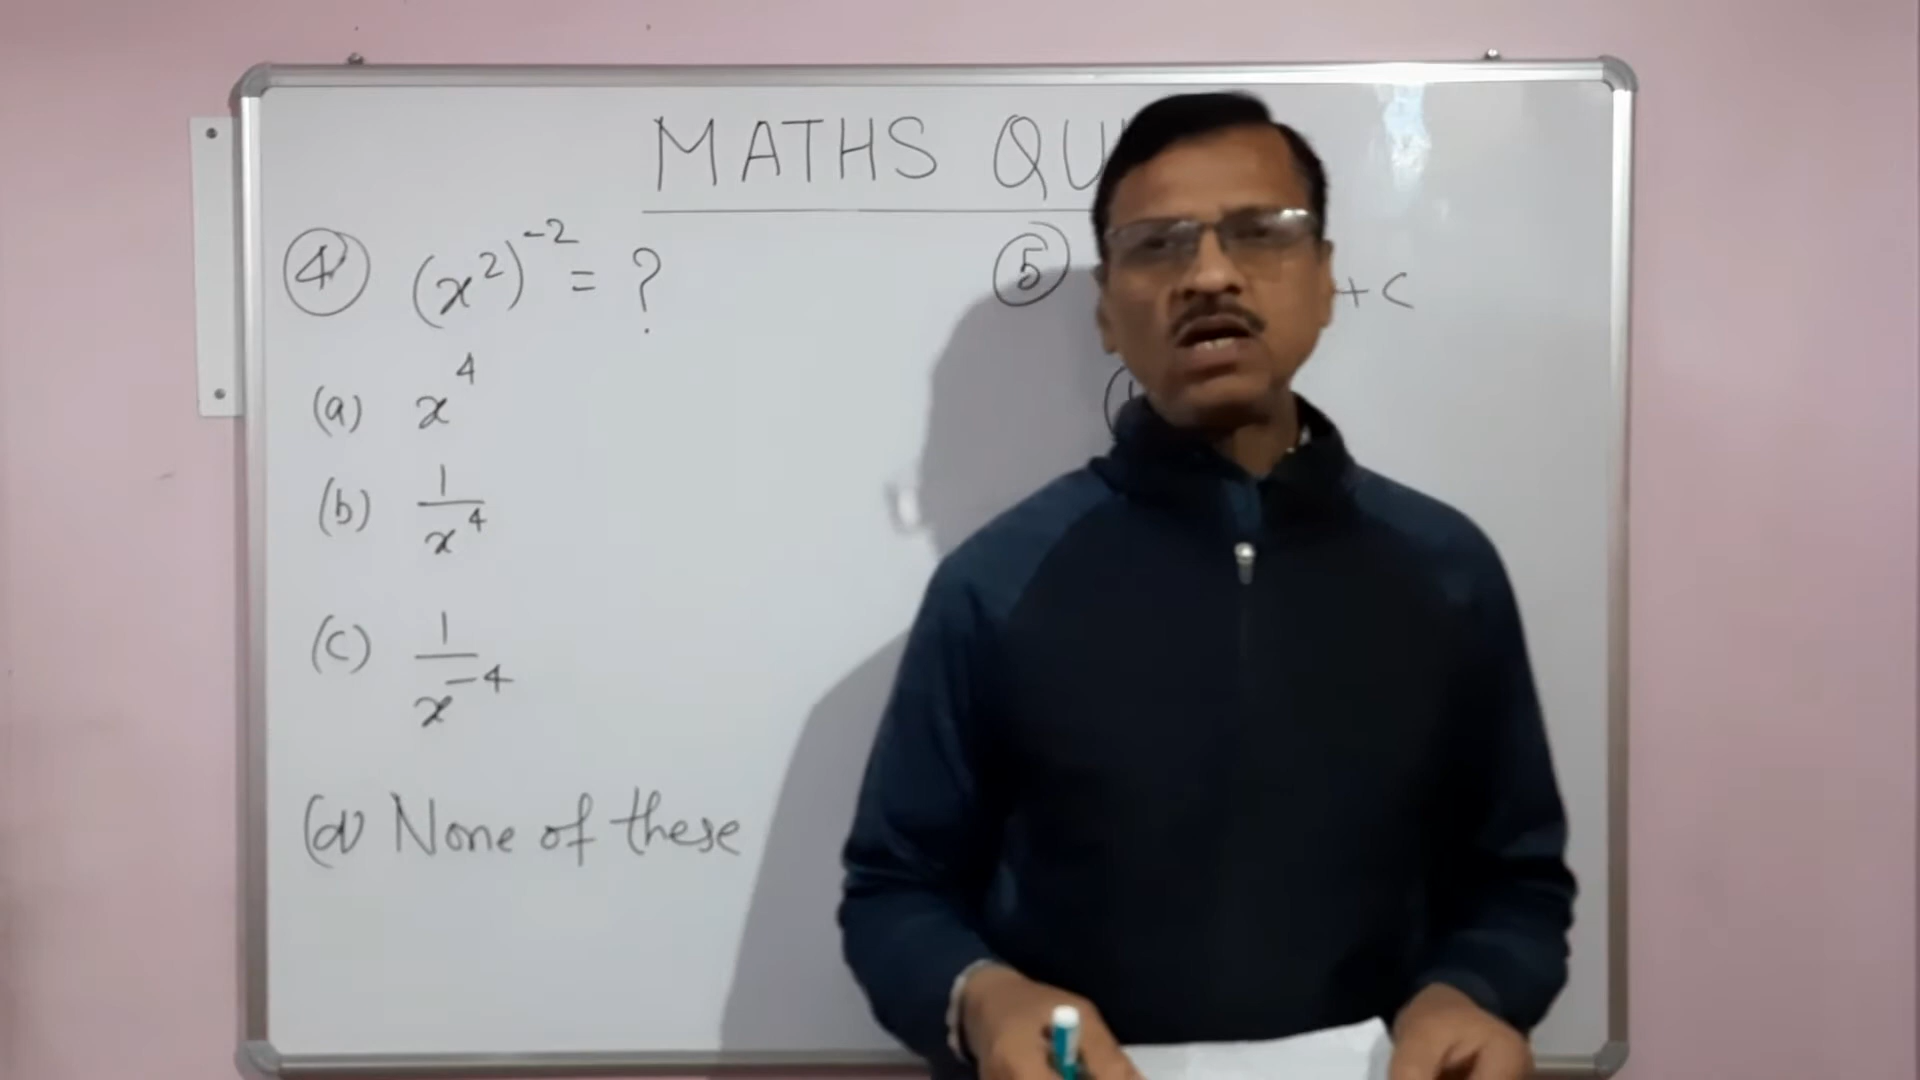 MATHS QU
④ (x²)⁻² = ?
(a) x⁴
(b) 1/x⁴
(c) 1/x⁻⁴
(d) None of these
⑤ + c